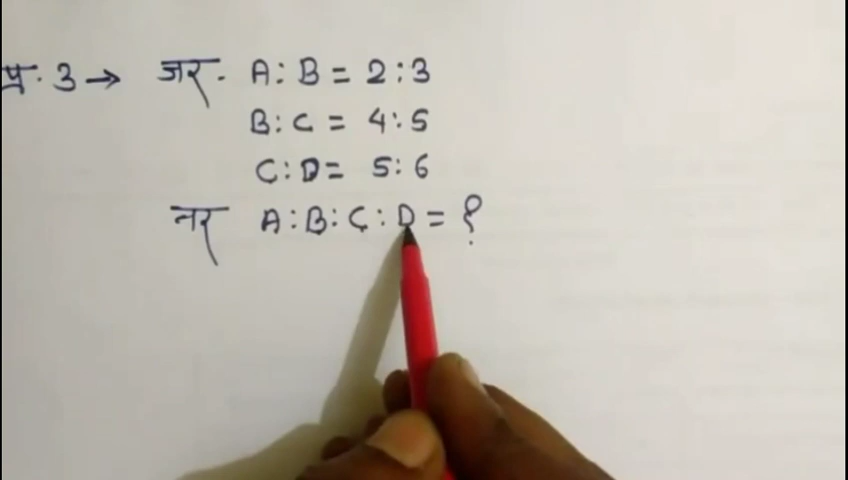 प्र. 3 → जर. A : B = 2 : 3
B : C = 4 : 5
C : D = 5 : 6
तर A : B : C : D = ?